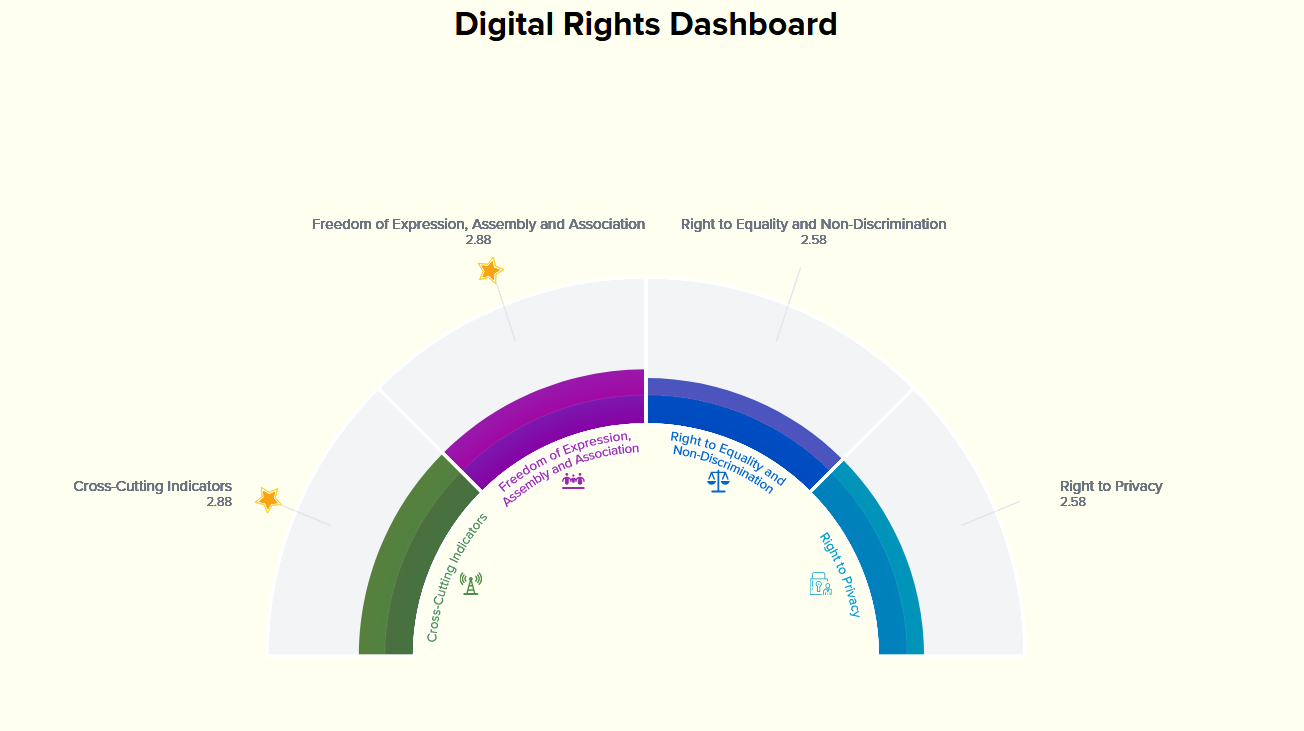 Digital Rights Dashboard
Freedom of Expression, Assembly and Association
2.88
Right to Equality and Non-Discrimination
2.58
Cross-Cutting Indicators
2.88
Right to Privacy
2.58
Cross-Cutting Indicators
Freedom of Expression,
Assembly and Association
Right to Equality and
Non-Discrimination
Right to Privacy